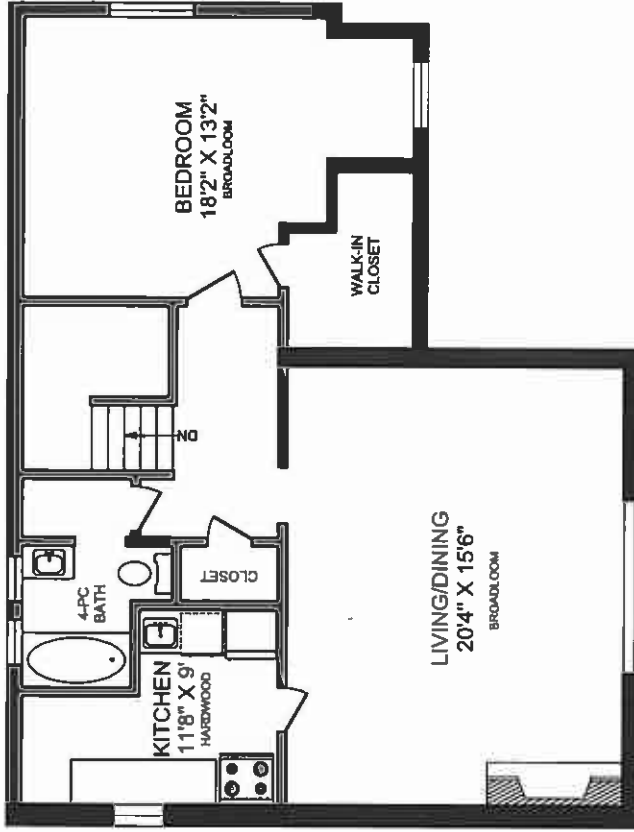 BEDROOM
18'2" X 13'2"
BROADLOOM
WALK-IN
CLOSET
DN
4-PC
BATH
CLOSET
KITCHEN
11'8" X 9'
HARDWOOD
LIVING/DINING
20'4" X 15'6"
BROADLOOM